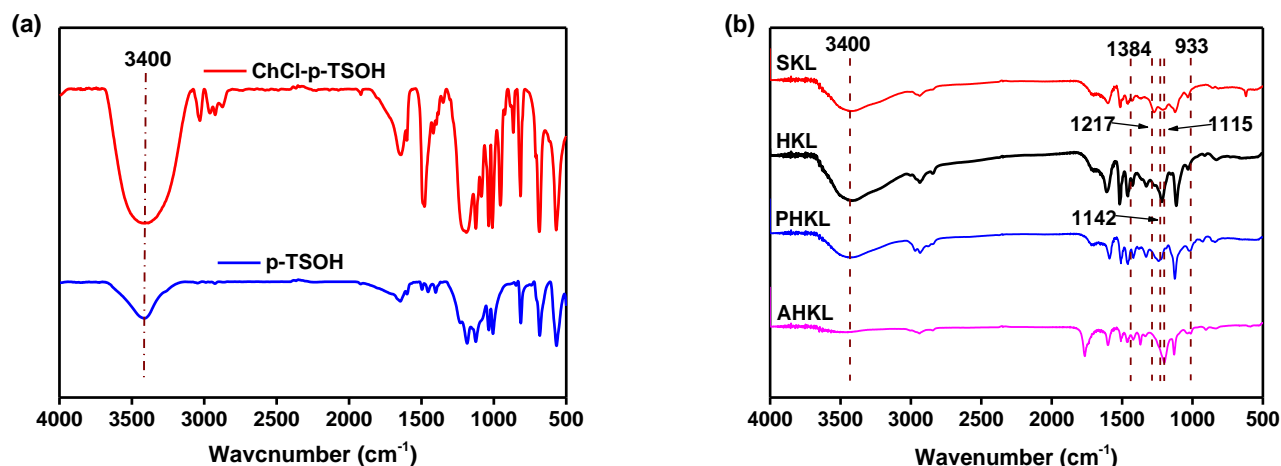 (a)
3400
ChCl-p-TSOH
p-TSOH
4000 3500 3000 2500 2000 1500 1000 500
Wavcnumber (cm-1)
(b)
3400 1384 933
SKL
1217 1115
HKL
1142
PHKL
AHKL
4000 3500 3000 2500 2000 1500 1000 500
Wavenumber (cm-1)